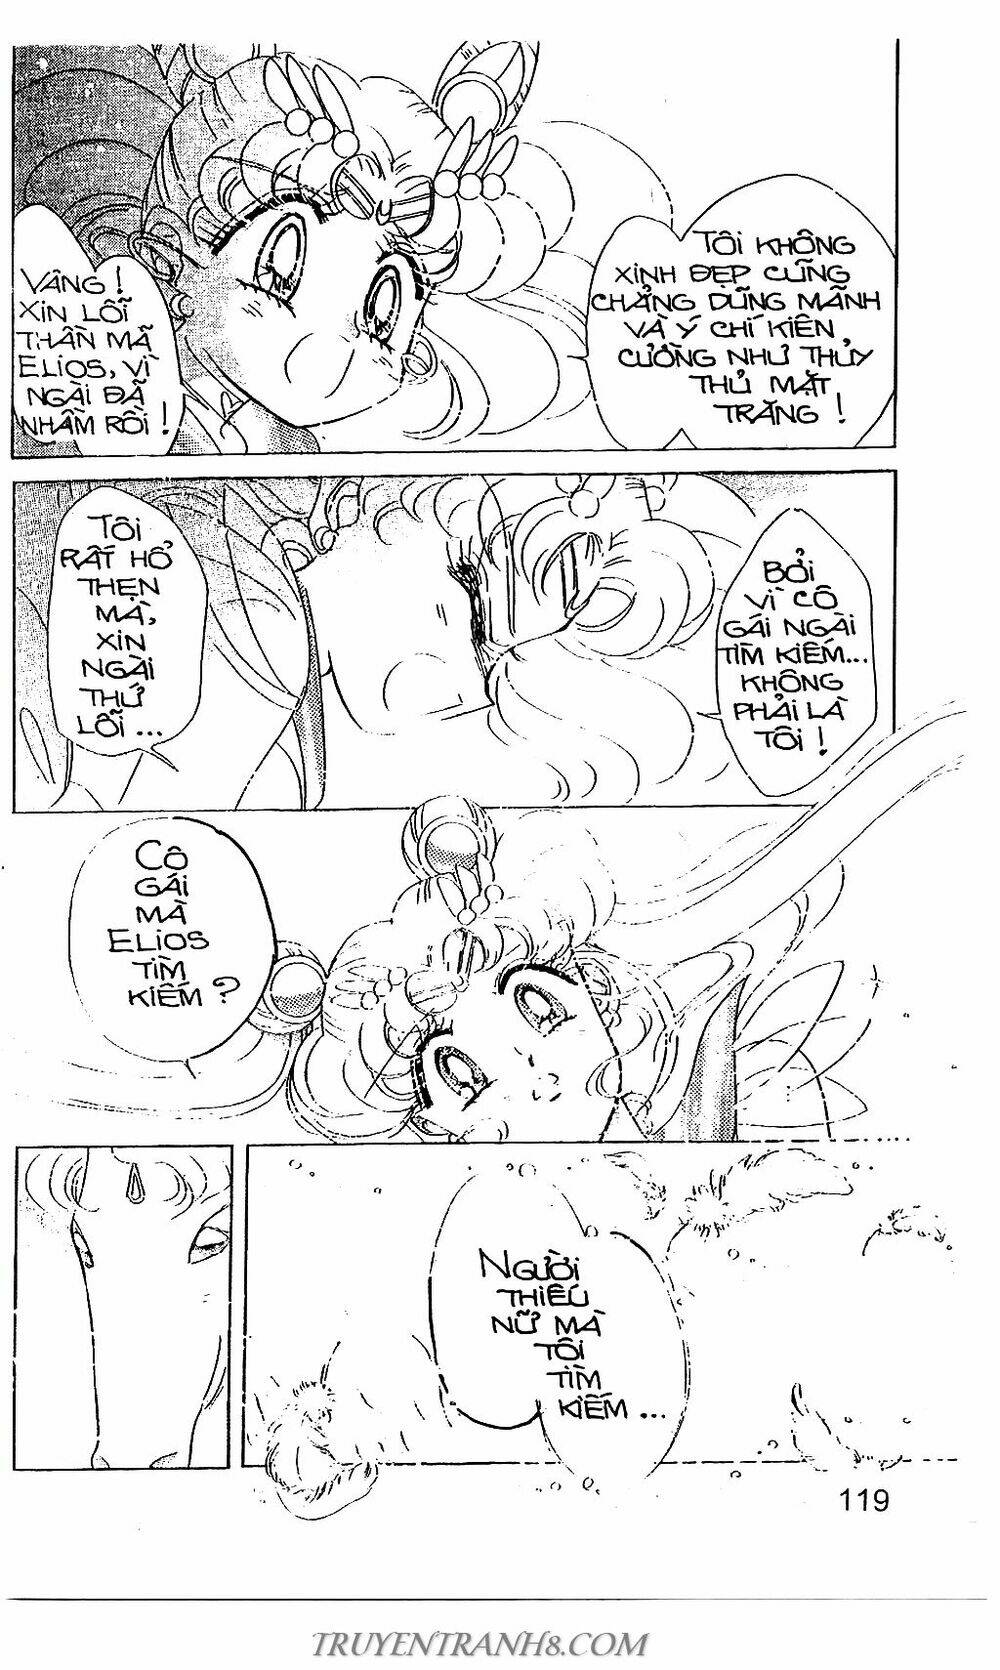 TÔI KHÔNG
XINH ĐẸP CŨNG
CHẲNG DŨNG MÃNH
VÀ Ý CHÍ KIÊN
CƯỜNG NHƯ THỦY
THỦ MẶT
TRĂNG!
VÂNG!
XIN LỖI
THẦN MÃ
ELIOS, VÌ
NGÀI ĐÃ
NHẦM RỒI!
BỞI
VÌ CÔ
GÁI NGÀI
TÌM KIẾM...
KHÔNG
PHẢI LÀ
TÔI!
TÔI
RẤT HỔ
THẸN
MÀ,
XIN
NGÀI
THỨ
LỖI...
CÔ
GÁI
MÀ
ELIOS
TÌM
KIẾM?
NGƯỜI
THIẾU
NỮ MÀ
TÔI
TÌM
KIẾM...
119
TRUYENTRANH8.COM